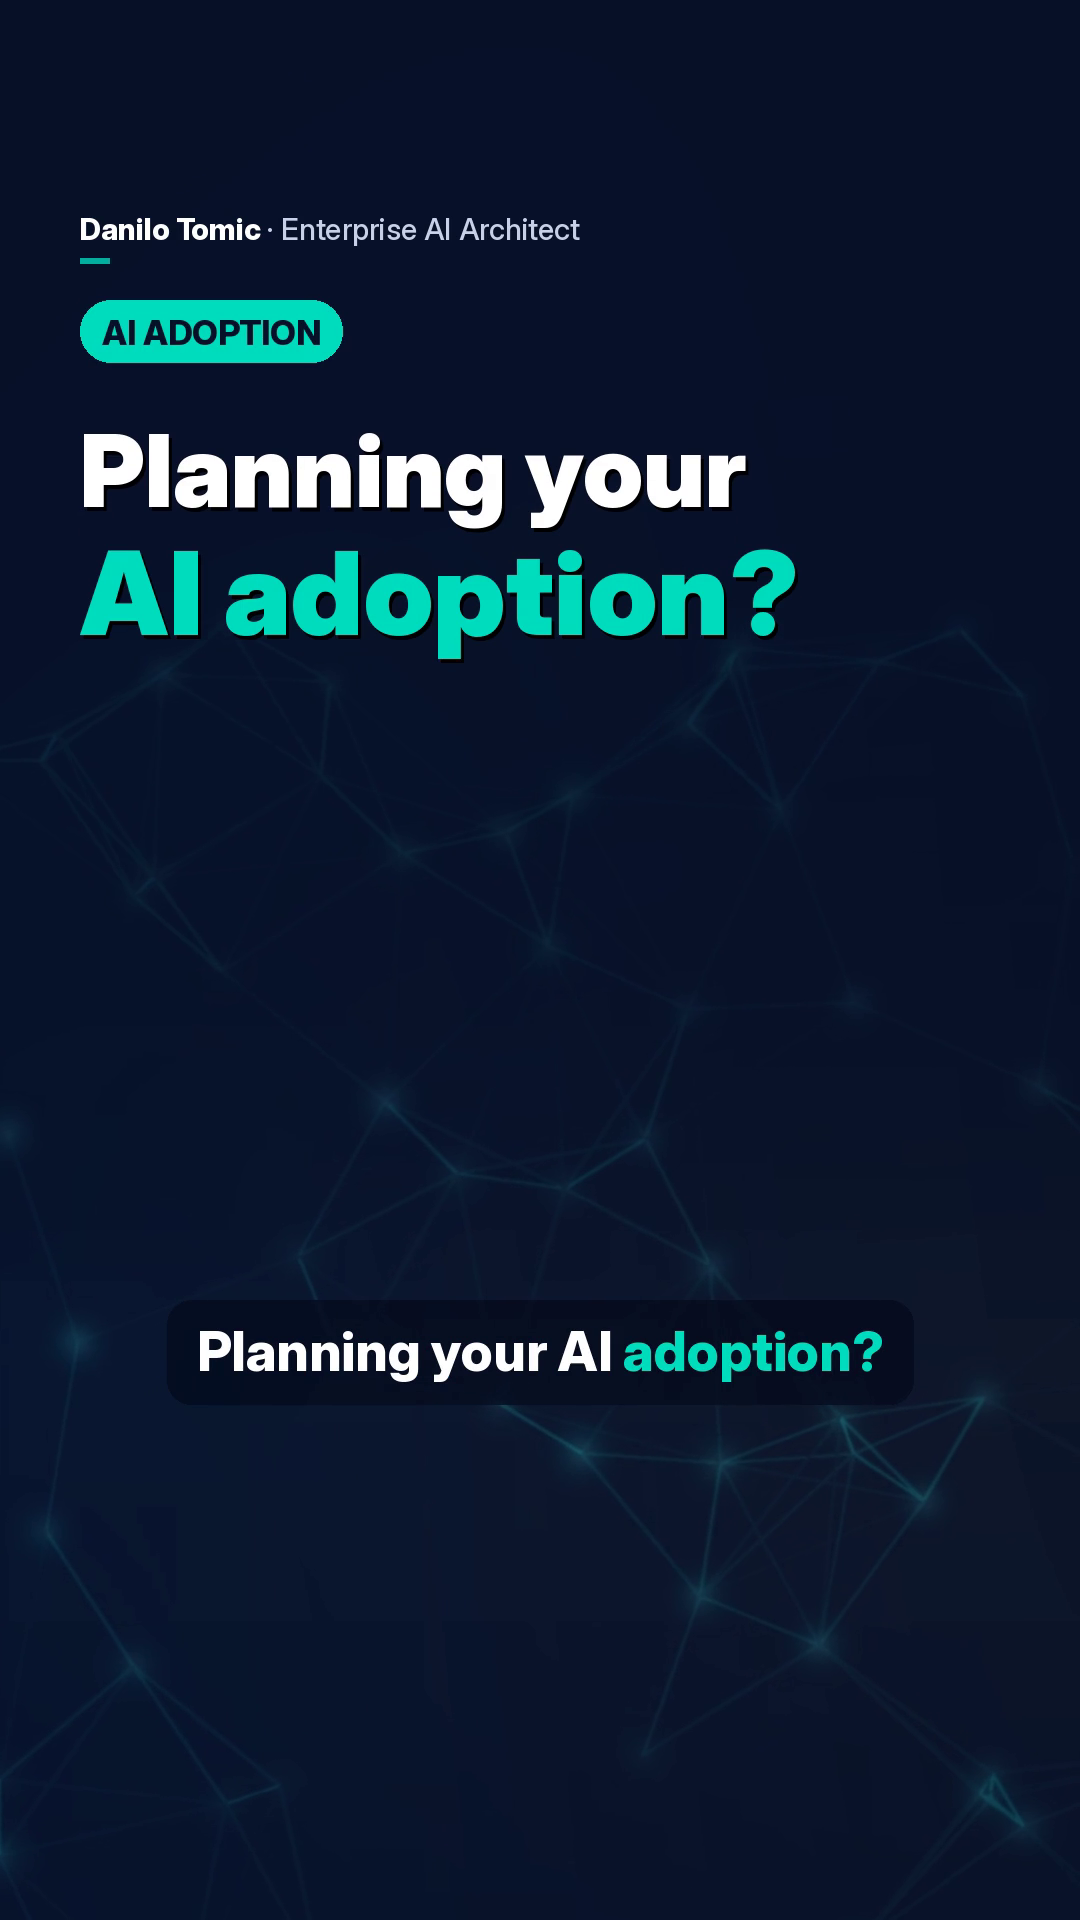 Danilo Tomic · Enterprise AI Architect
AI ADOPTION
Planning your
AI adoption?
Planning your AI adoption?